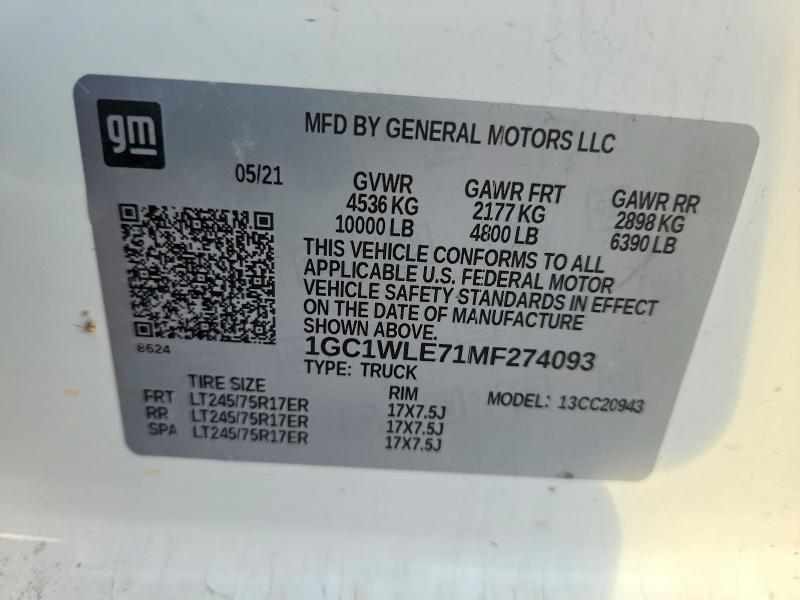 gm
MFD BY GENERAL MOTORS LLC
05/21
GVWR GAWR FRT GAWR RR
4536 KG 2177 KG 2898 KG
10000 LB 4800 LB 6390 LB
THIS VEHICLE CONFORMS TO ALL
APPLICABLE U.S. FEDERAL MOTOR
VEHICLE SAFETY STANDARDS IN EFFECT
ON THE DATE OF MANUFACTURE
SHOWN ABOVE.
8624
1GC1WLE71MF274093
TYPE: TRUCK
TIRE SIZE RIM MODEL: 13CC20943
FRT LT245/75R17ER 17X7.5J
RR LT245/75R17ER 17X7.5J
SPA LT245/75R17ER 17X7.5J